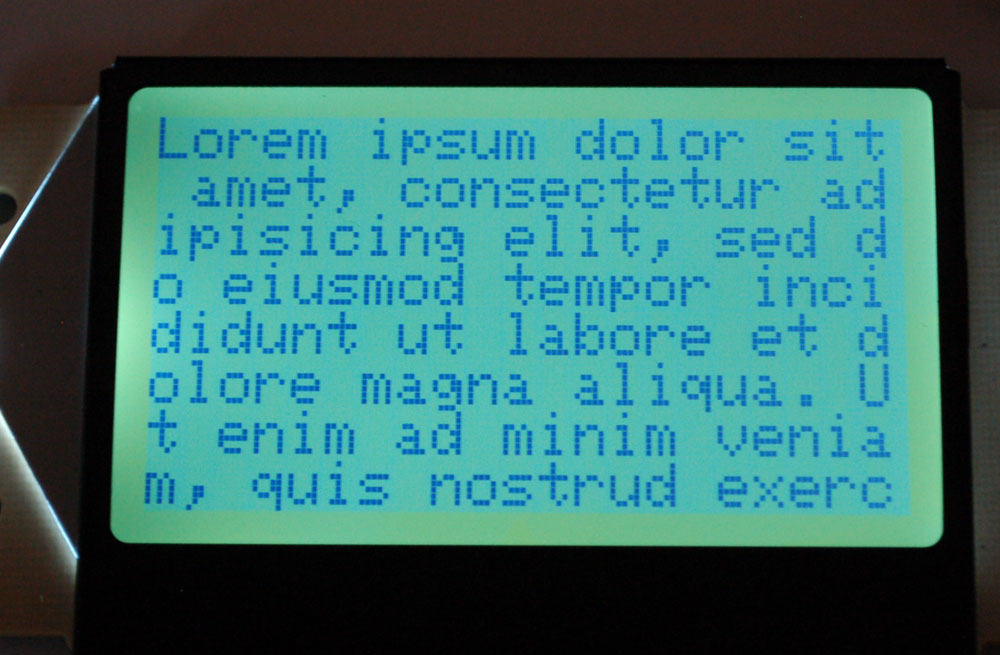 Lorem ipsum dolor sit
 amet, consectetur ad
ipisicing elit, sed d
o eiusmod tempor inci
didunt ut labore et d
olore magna aliqua. U
t enim ad minim venia
m, quis nostrud exerc